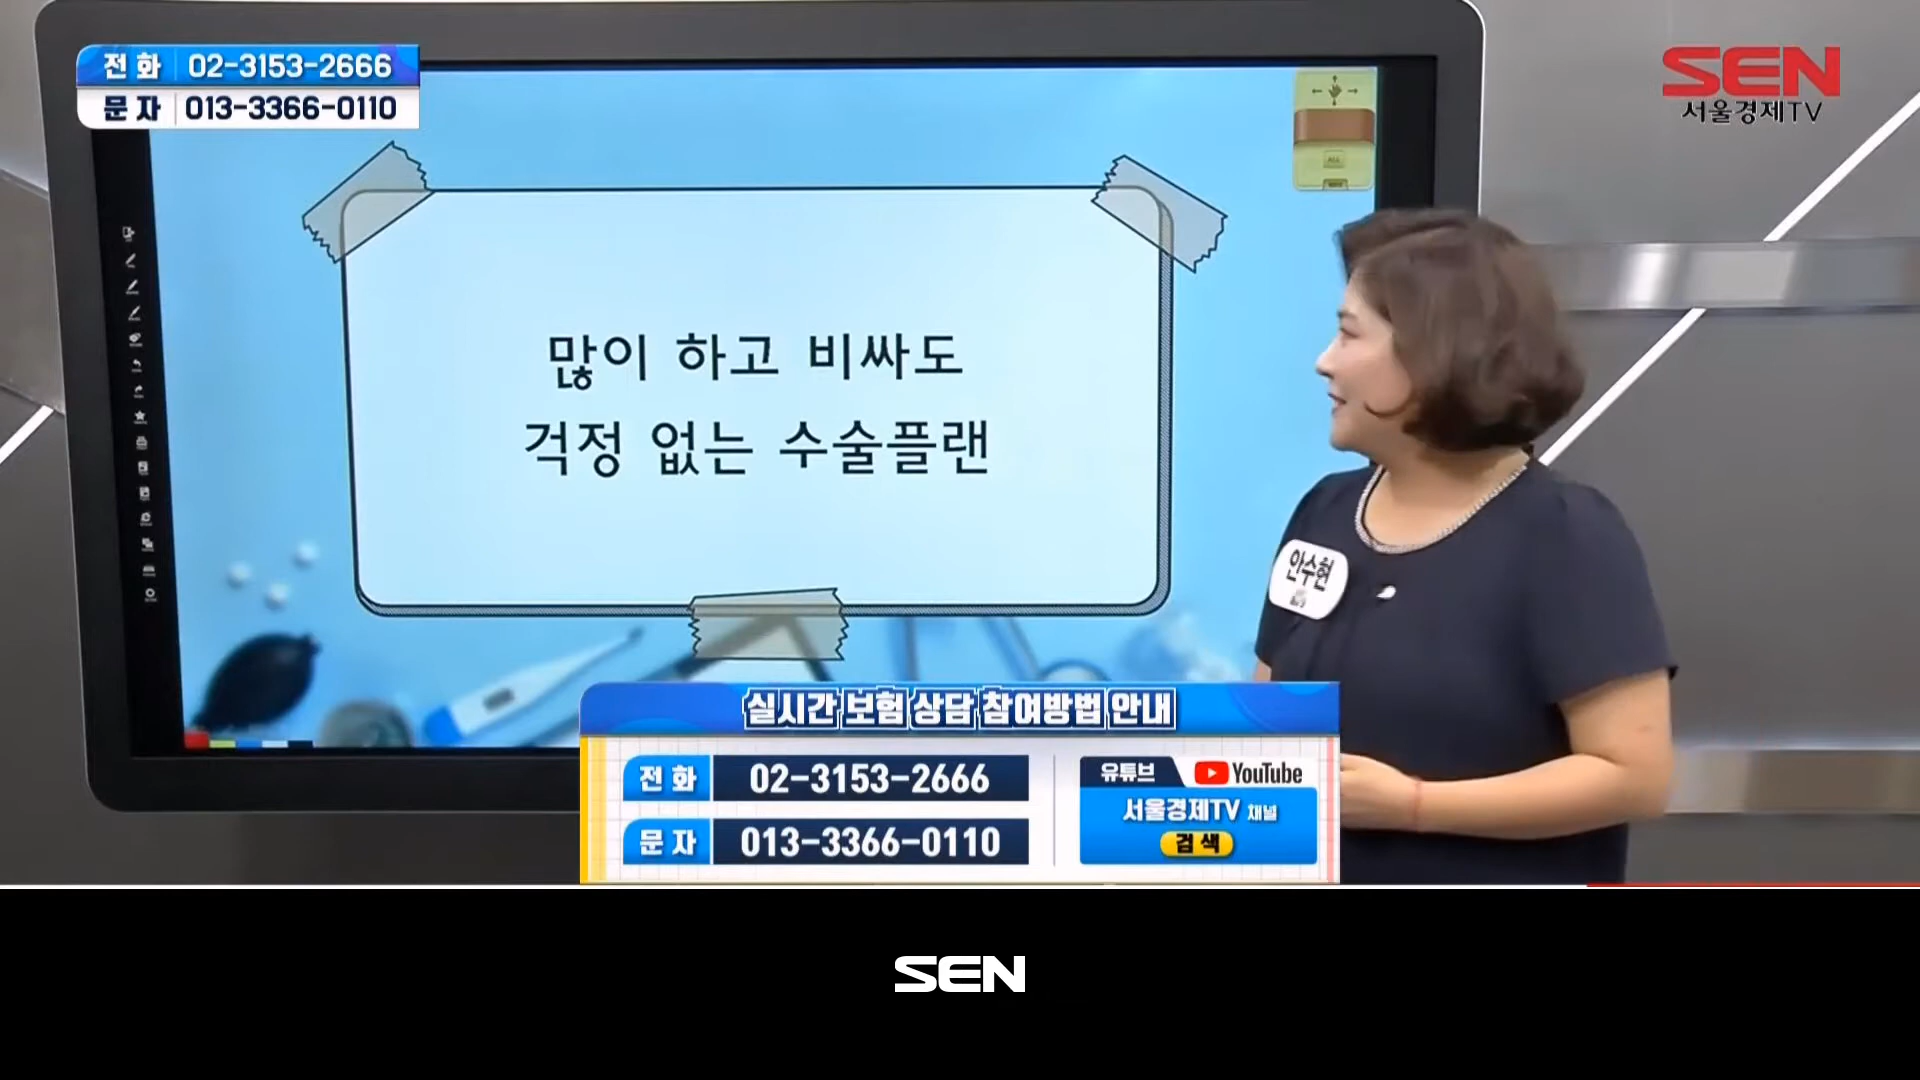 전화 02-3153-2666
문자 013-3366-0110
SEN
서울경제TV
ALL
많이 하고 비싸도
걱정 없는 수술플랜
안수현
실시간 보험 상담 참여방법 안내
전화 02-3153-2666
문자 013-3366-0110
유튜브 YouTube
서울경제TV 채널
검색
SEN